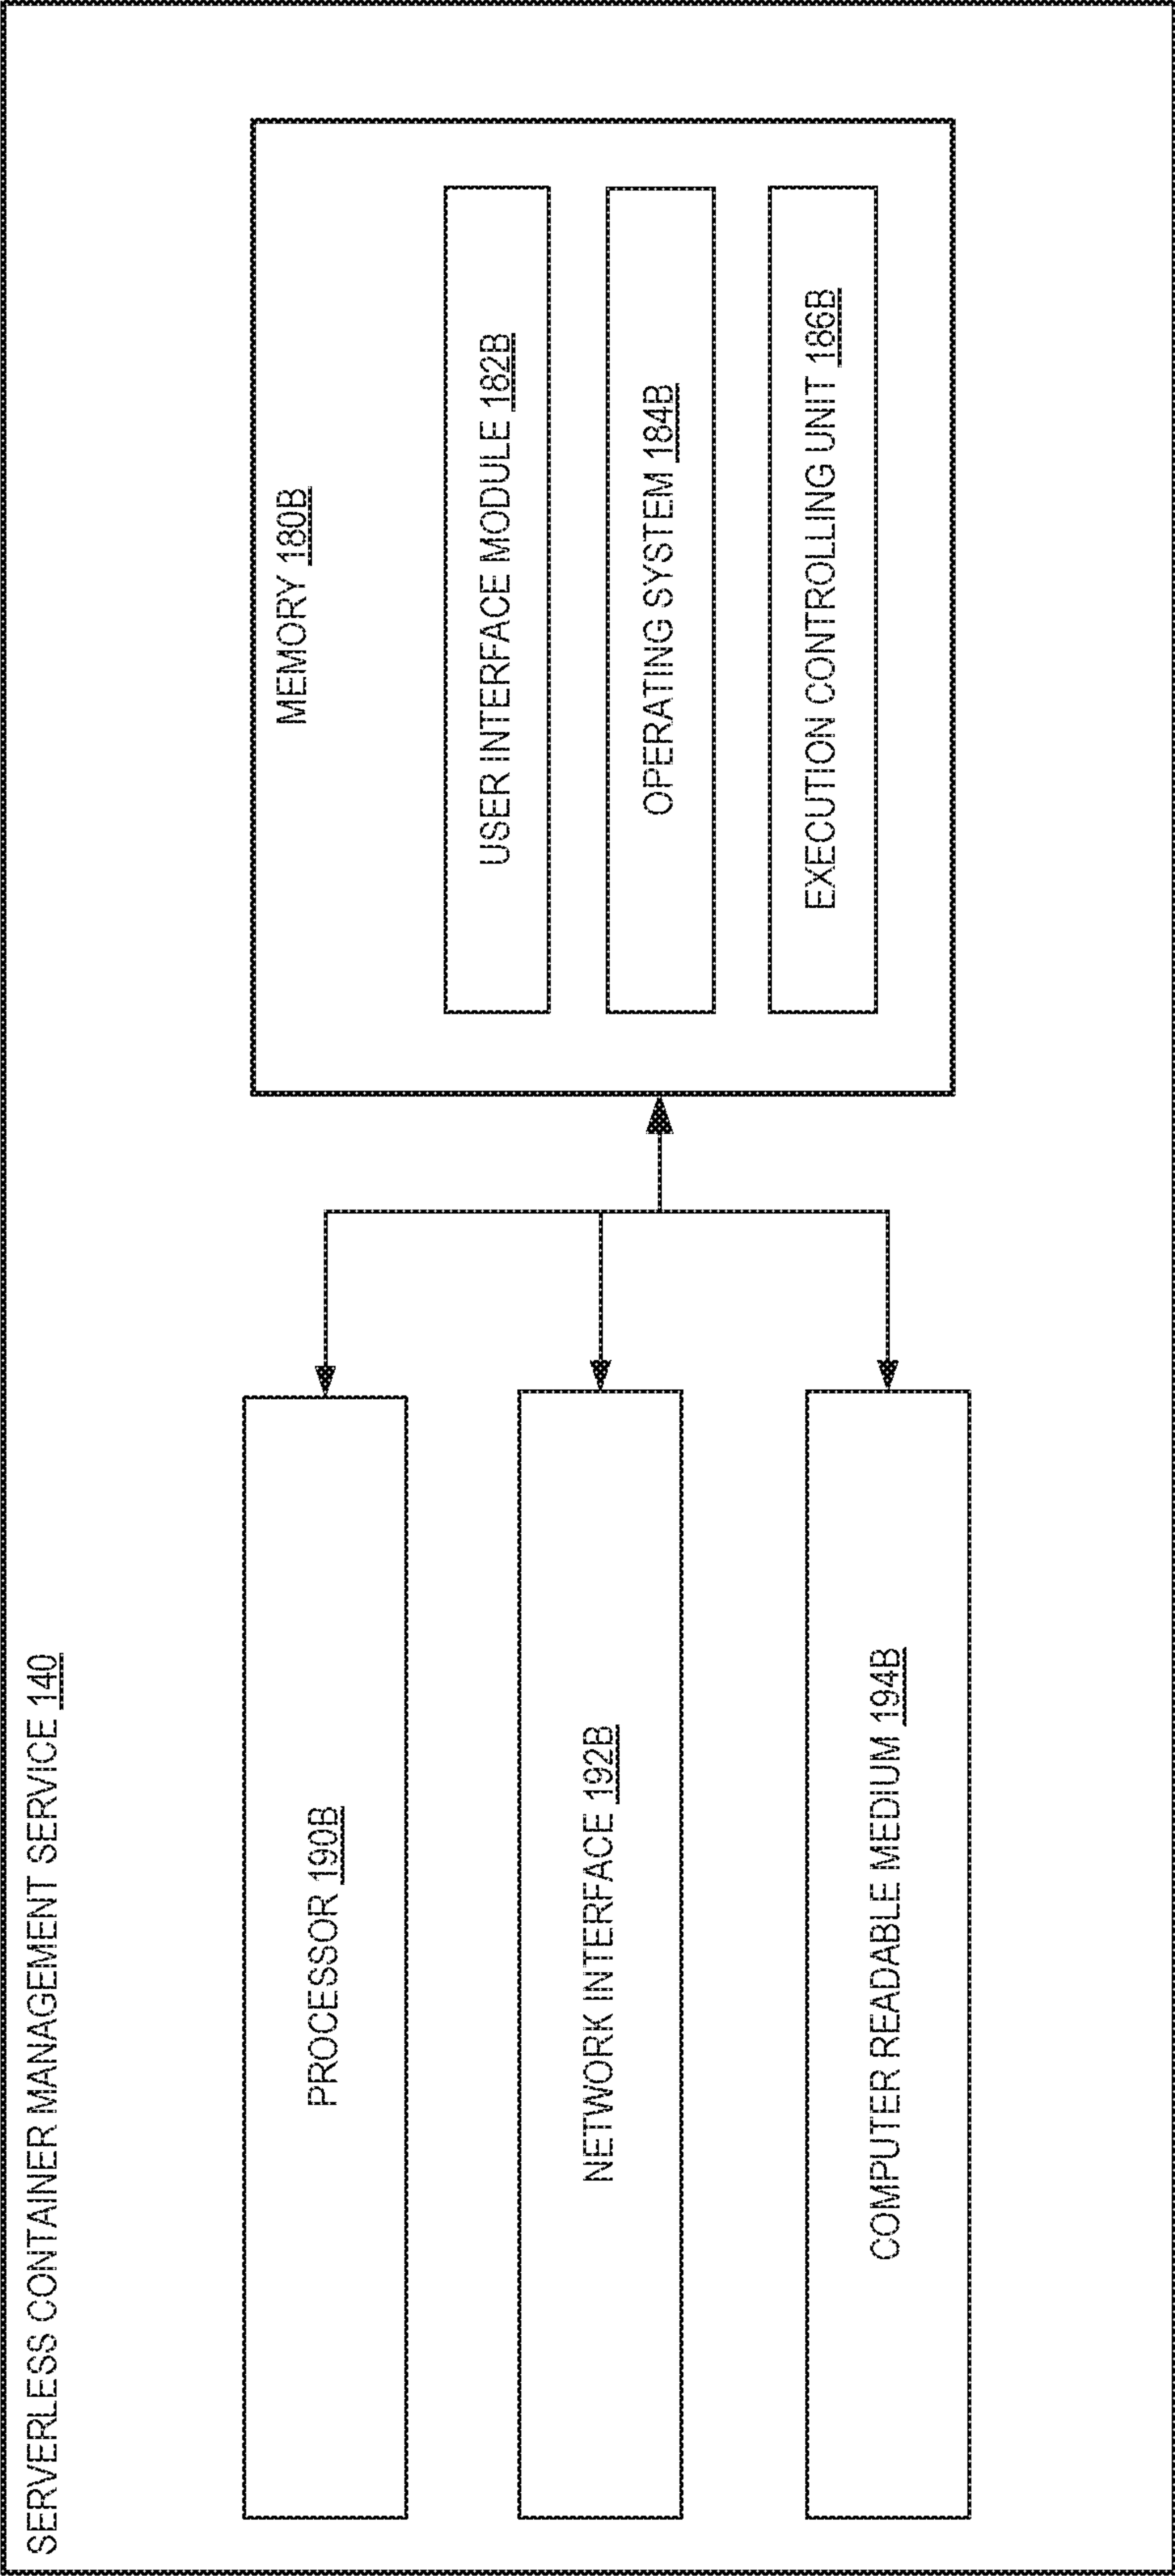 SERVERLESS CONTAINER MANAGEMENT SERVICE 140
PROCESSOR 190B
NETWORK INTERFACE 192B
COMPUTER READABLE MEDIUM 194B
MEMORY 180B
USER INTERFACE MODULE 182B
OPERATING SYSTEM 184B
EXECUTION CONTROLLING UNIT 186B